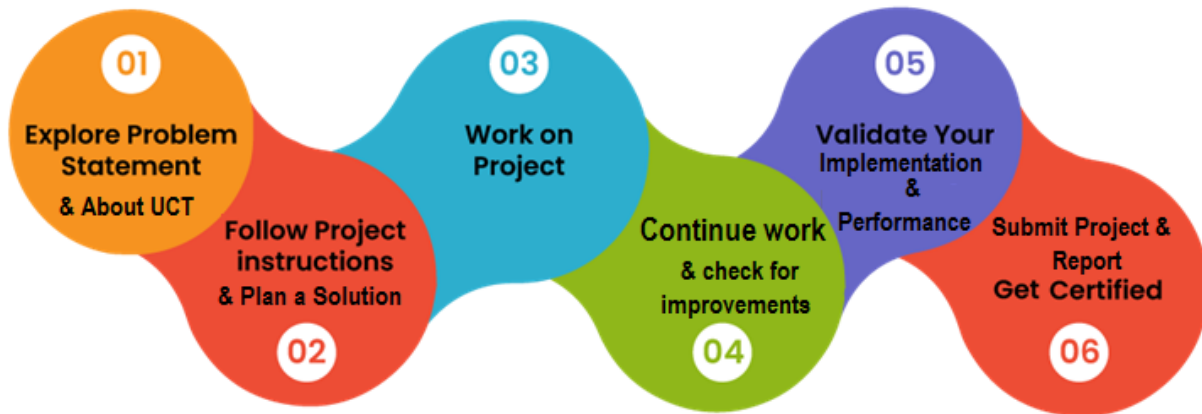 01
Explore Problem
Statement
& About UCT
Follow Project
instructions
& Plan a Solution
02
03
Work on
Project
Continue work
& check for
improvements
04
05
Validate Your
Implementation
&
Performance
Submit Project &
Report
Get Certified
06